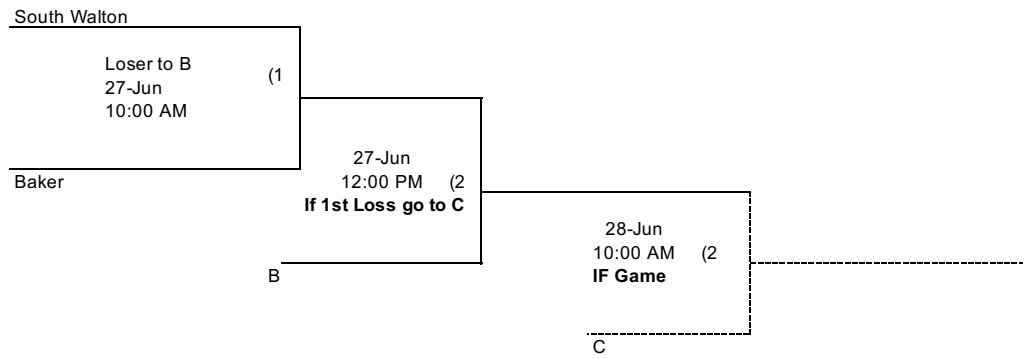 South Walton
Loser to B
(1
27-Jun
10:00 AM
Baker
27-Jun
12:00 PM (2
If 1st Loss go to C
B
28-Jun
10:00 AM (2
IF Game
C